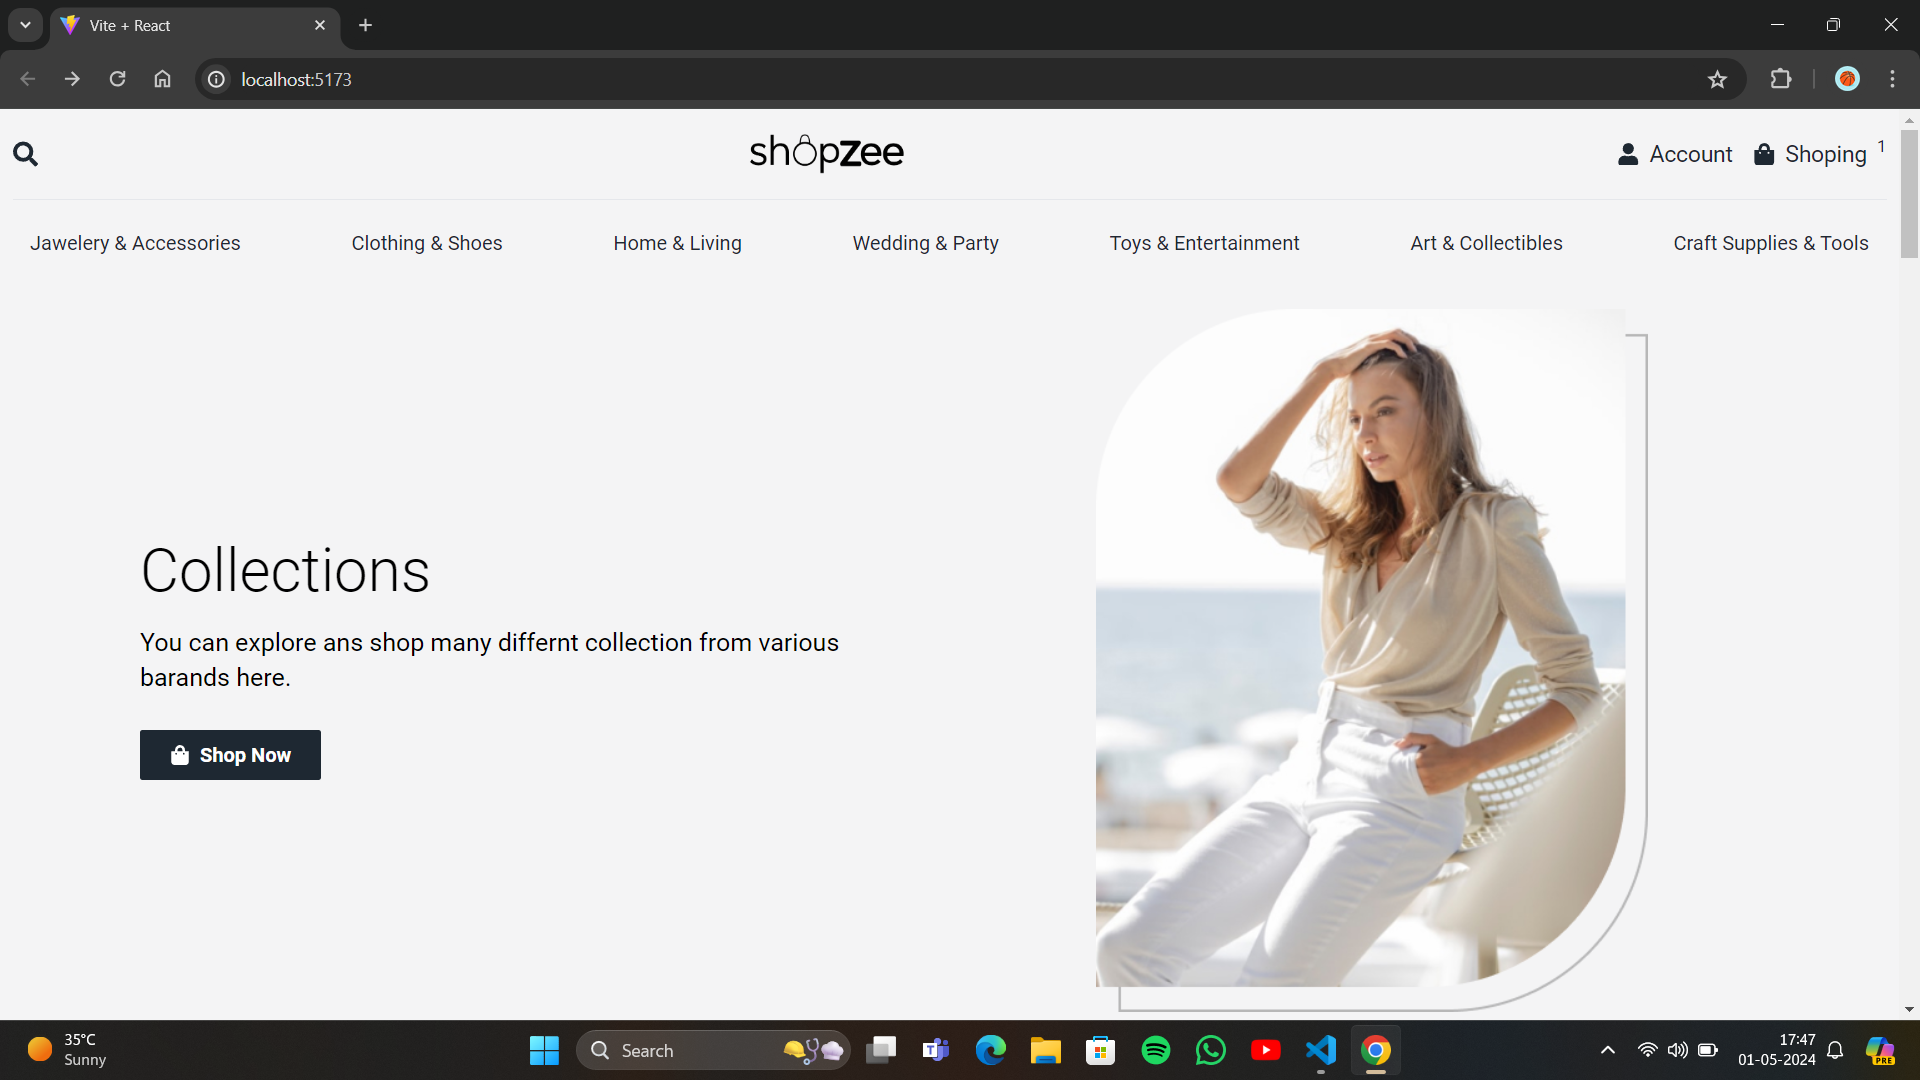 Vite + React
localhost:5173
shopzee
Account
Shoping 1
Jawelery & Accessories
Clothing & Shoes
Home & Living
Wedding & Party
Toys & Entertainment
Art & Collectibles
Craft Supplies & Tools
Collections
You can explore ans shop many differnt collection from various
barands here.
Shop Now
35°C
Sunny
Search
T
17:47
01-05-2024
PRE